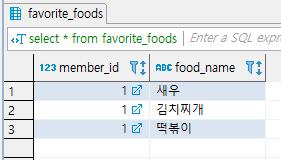 favorite_foods
select * from favorite_foods Enter a SQL expre
123 member_id ABC food_name
1 1 새우
2 1 김치찌개
3 1 떡볶이